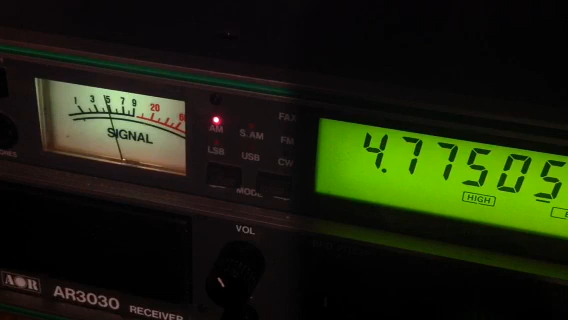 1 3 5 7 9 20
SIGNAL
AM S.AM FAX
LSB USB CW FM
MODE
4.77505
HIGH
VOL
AOR AR3030 RECEIVER